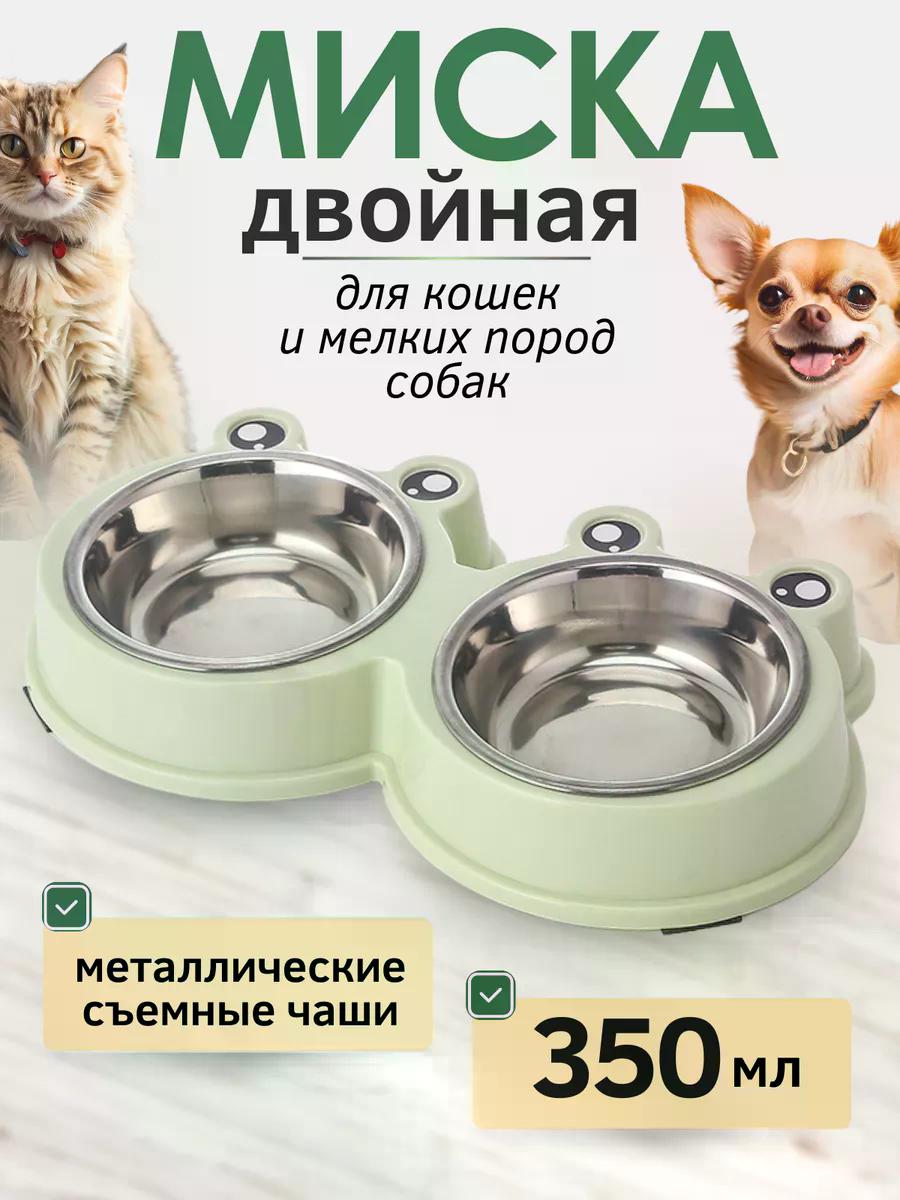 МИСКА
двойная
для кошек
и мелких пород
собак
металлические
съемные чаши
350 мл